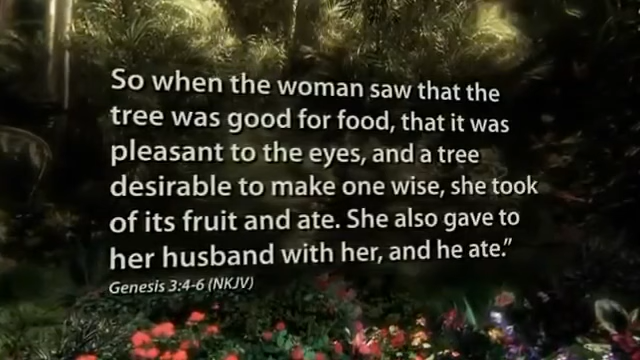 So when the woman saw that the
tree was good for food, that it was
pleasant to the eyes, and a tree
desirable to make one wise, she took
of its fruit and ate. She also gave to
her husband with her, and he ate.”
Genesis 3:4-6 (NKJV)